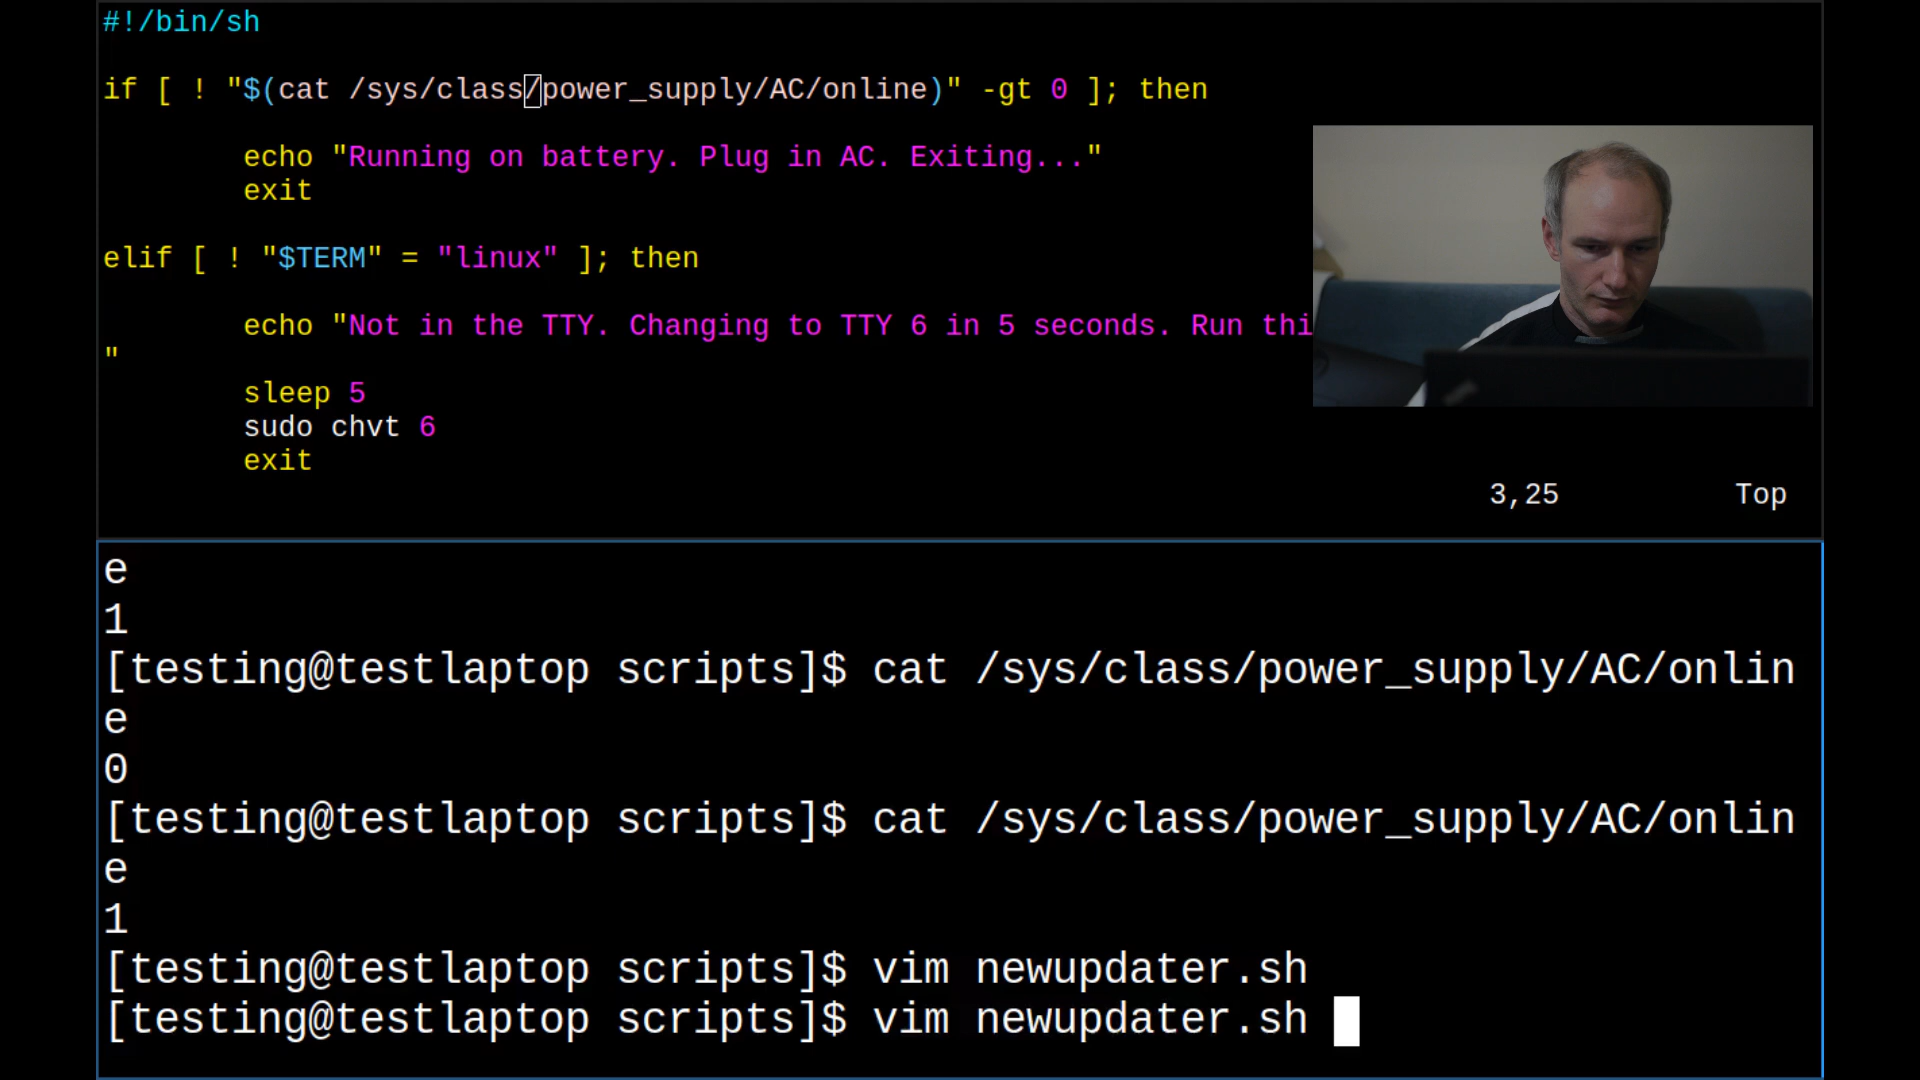 #!/bin/sh
if [ ! "$(cat /sys/class/power_supply/AC/online)" -gt 0 ]; then
echo "Running on battery. Plug in AC. Exiting..."
exit
elif [ ! "$TERM" = "linux" ]; then
echo "Not in the TTY. Changing to TTY 6 in 5 seconds. Run thi
"
sleep 5
sudo chvt 6
exit
3,25 Top
e
1
[testing@testlaptop scripts]$ cat /sys/class/power_supply/AC/onlin
e
0
[testing@testlaptop scripts]$ cat /sys/class/power_supply/AC/onlin
e
1
[testing@testlaptop scripts]$ vim newupdater.sh
[testing@testlaptop scripts]$ vim newupdater.sh